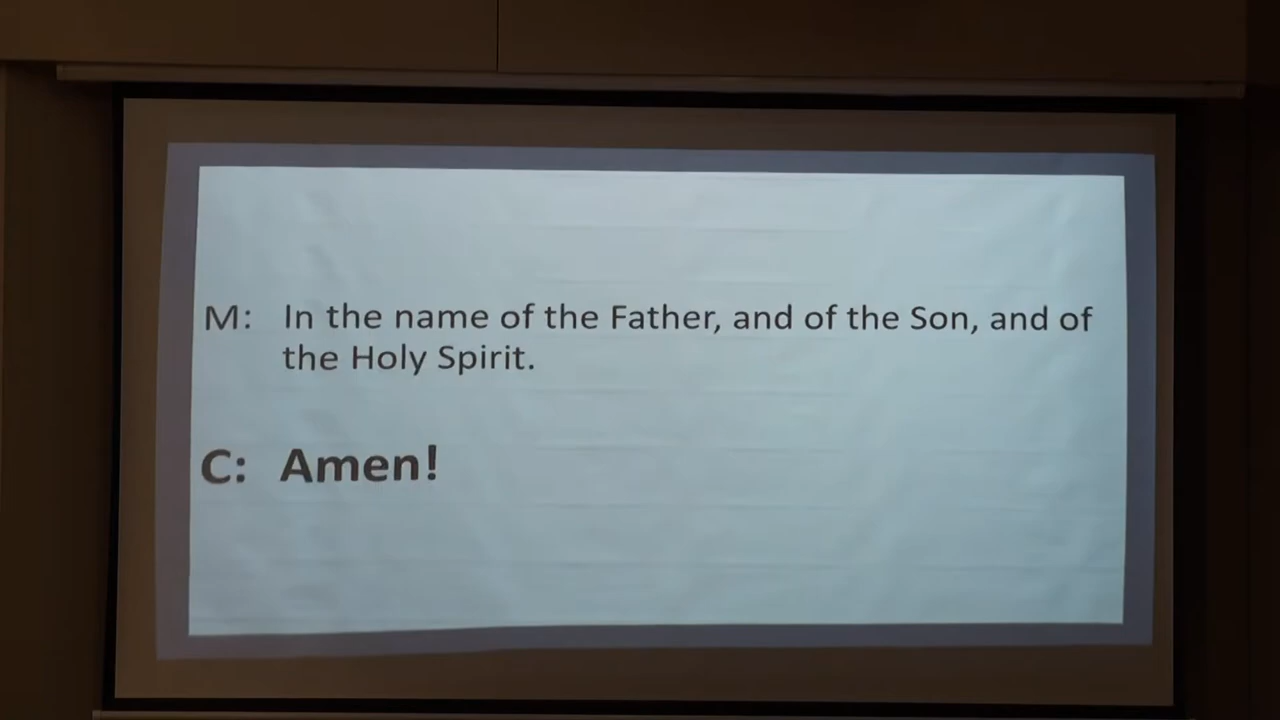 M: In the name of the Father, and of the Son, and of
the Holy Spirit.
C: Amen!